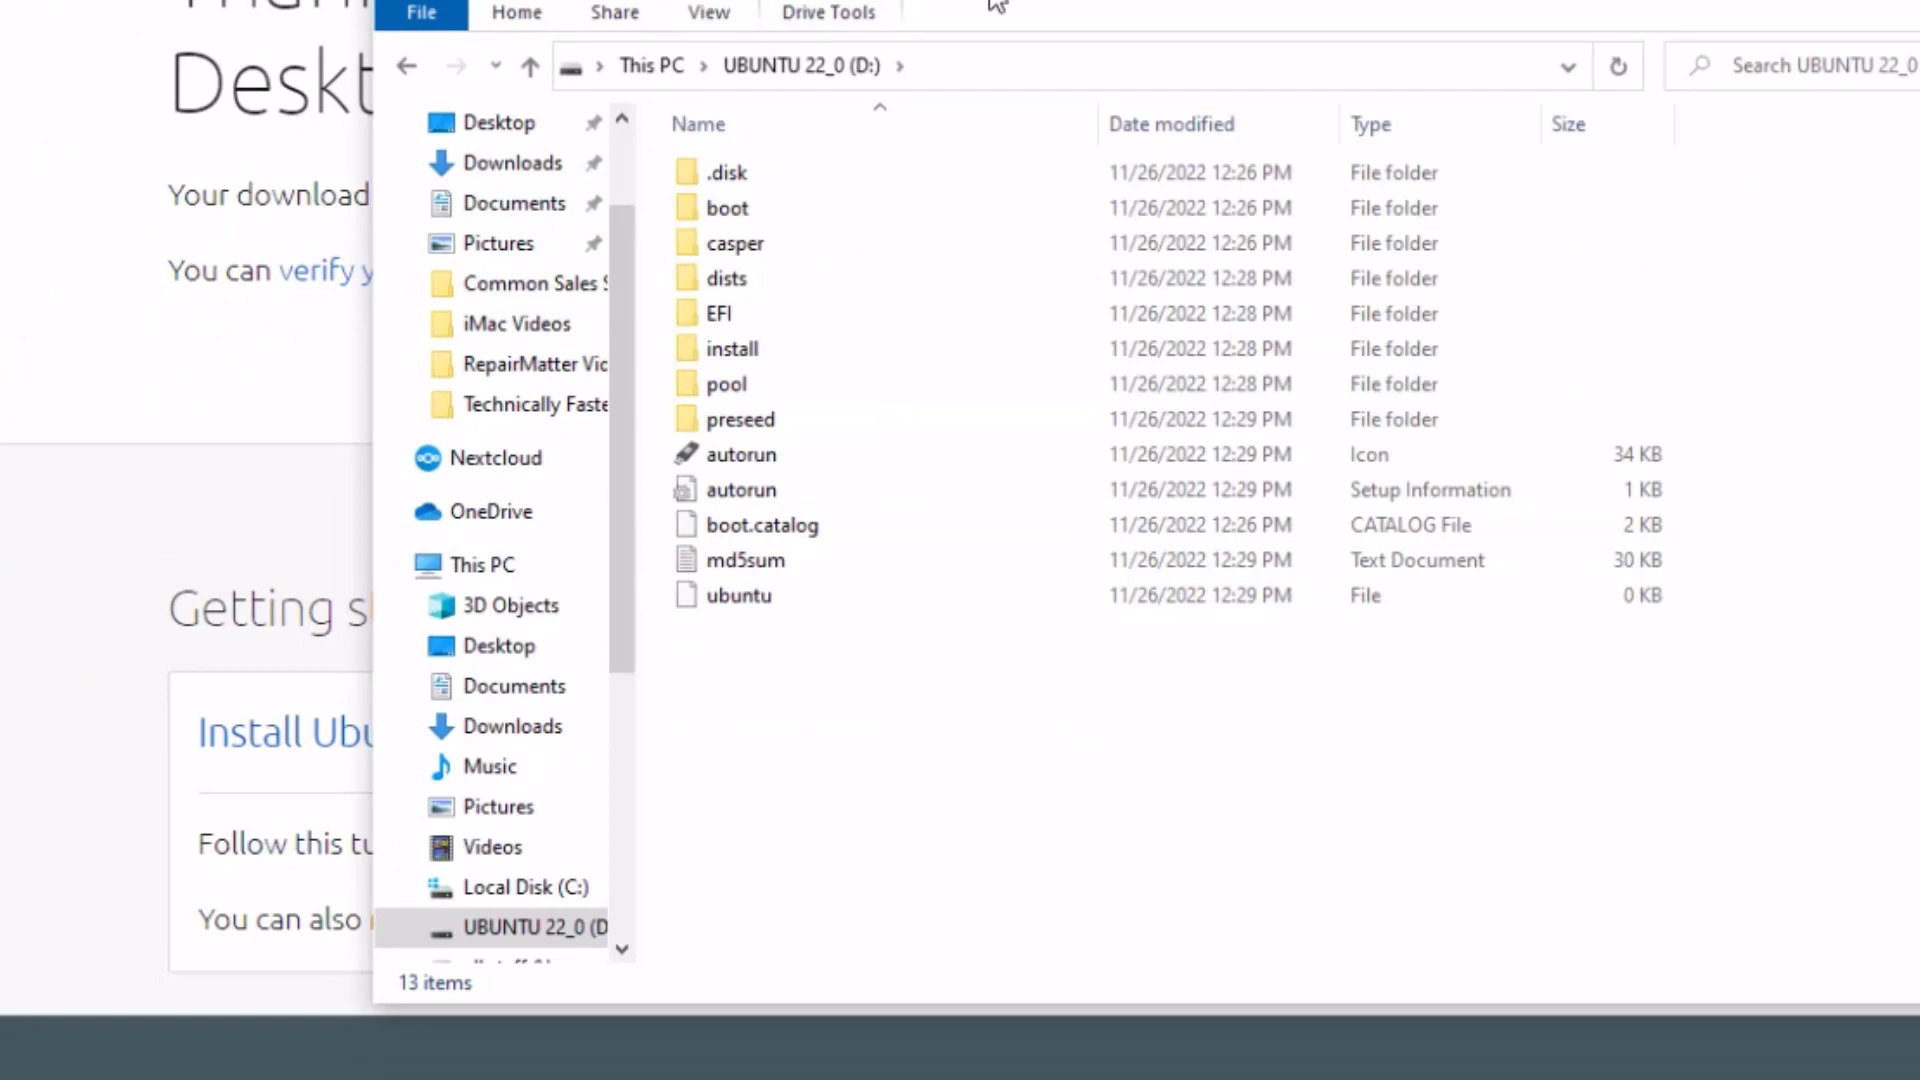 File Home Share View Drive Tools
Deskt
This PC UBUNTU 22_0 (D:) Search UBUNTU 22_0
Your download
You can verify y
Getting s
Install Ubu
Follow this tu
You can also
Desktop
Downloads
Documents
Pictures
Common Sales S
iMac Videos
RepairMatter Vic
Technically Faste
Nextcloud
OneDrive
This PC
3D Objects
Desktop
Documents
Downloads
Music
Pictures
Videos
Local Disk (C:)
UBUNTU 22_0 (D
Name Date modified Type Size
.disk 11/26/2022 12:26 PM File folder
boot 11/26/2022 12:26 PM File folder
casper 11/26/2022 12:26 PM File folder
dists 11/26/2022 12:28 PM File folder
EFI 11/26/2022 12:28 PM File folder
install 11/26/2022 12:28 PM File folder
pool 11/26/2022 12:28 PM File folder
preseed 11/26/2022 12:29 PM File folder
autorun 11/26/2022 12:29 PM Icon 34 KB
autorun 11/26/2022 12:29 PM Setup Information 1 KB
boot.catalog 11/26/2022 12:26 PM CATALOG File 2 KB
md5sum 11/26/2022 12:29 PM Text Document 30 KB
ubuntu 11/26/2022 12:29 PM File 0 KB
13 items